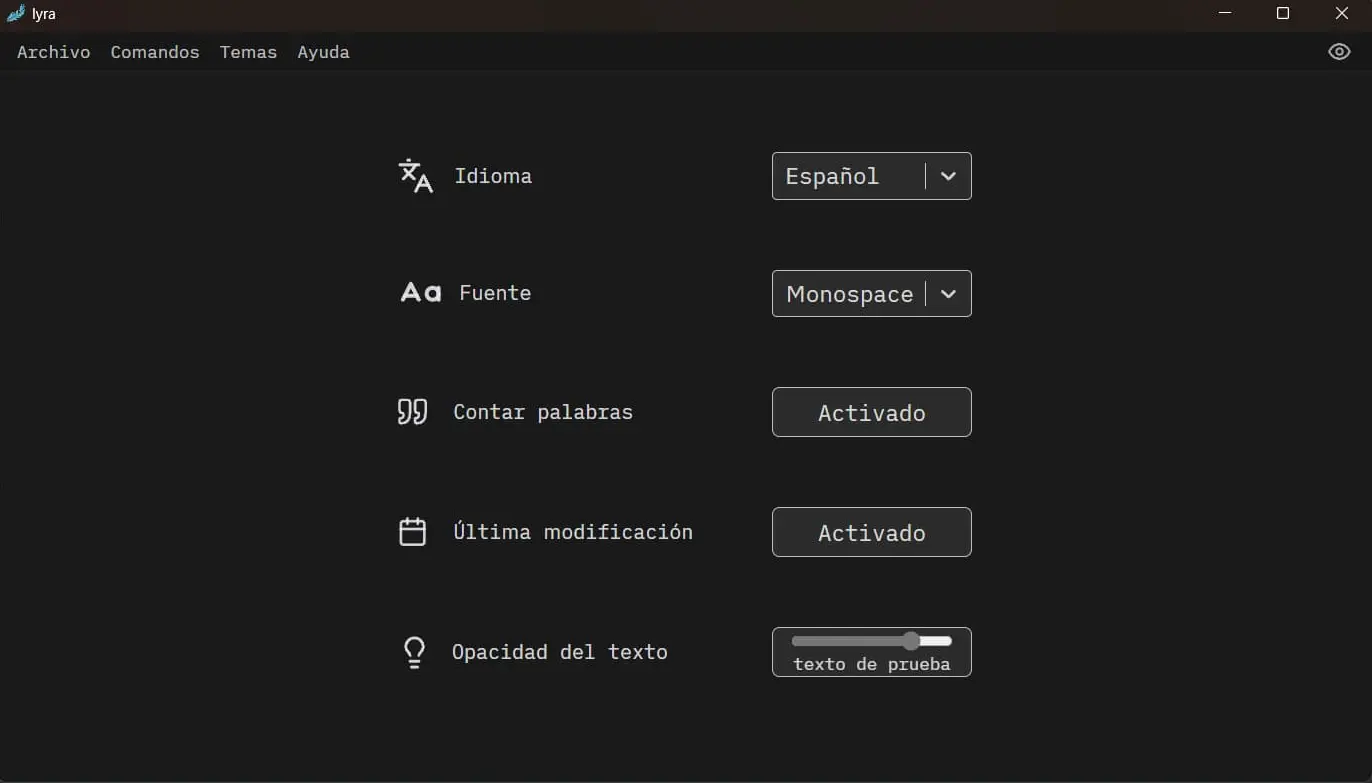 lyra
Archivo Comandos Temas Ayuda
Idioma Español
Aa Fuente Monospace
Contar palabras Activado
Última modificación Activado
Opacidad del texto texto de prueba